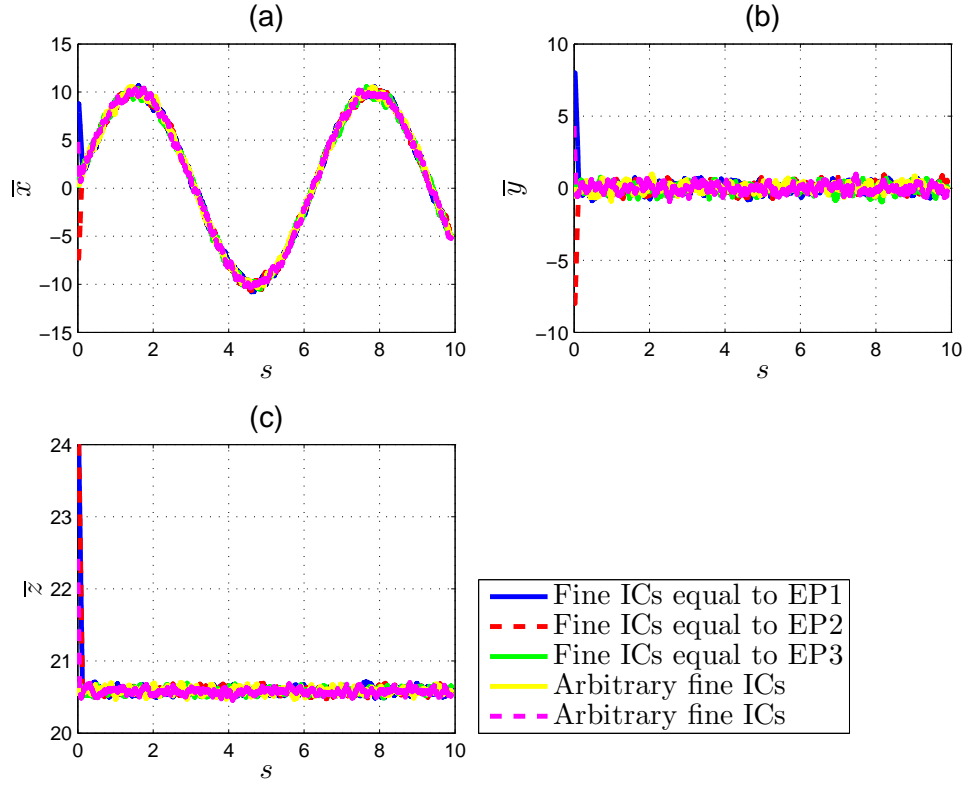 (a)
15
10
5
0
−5
−10
−15
x̅
0 2 4 6 8 10
s
(b)
10
5
0
−5
−10
y̅
0 2 4 6 8 10
s
(c)
24
23
22
21
20
z̅
0 2 4 6 8 10
s
Fine ICs equal to EP1
Fine ICs equal to EP2
Fine ICs equal to EP3
Arbitrary fine ICs
Arbitrary fine ICs